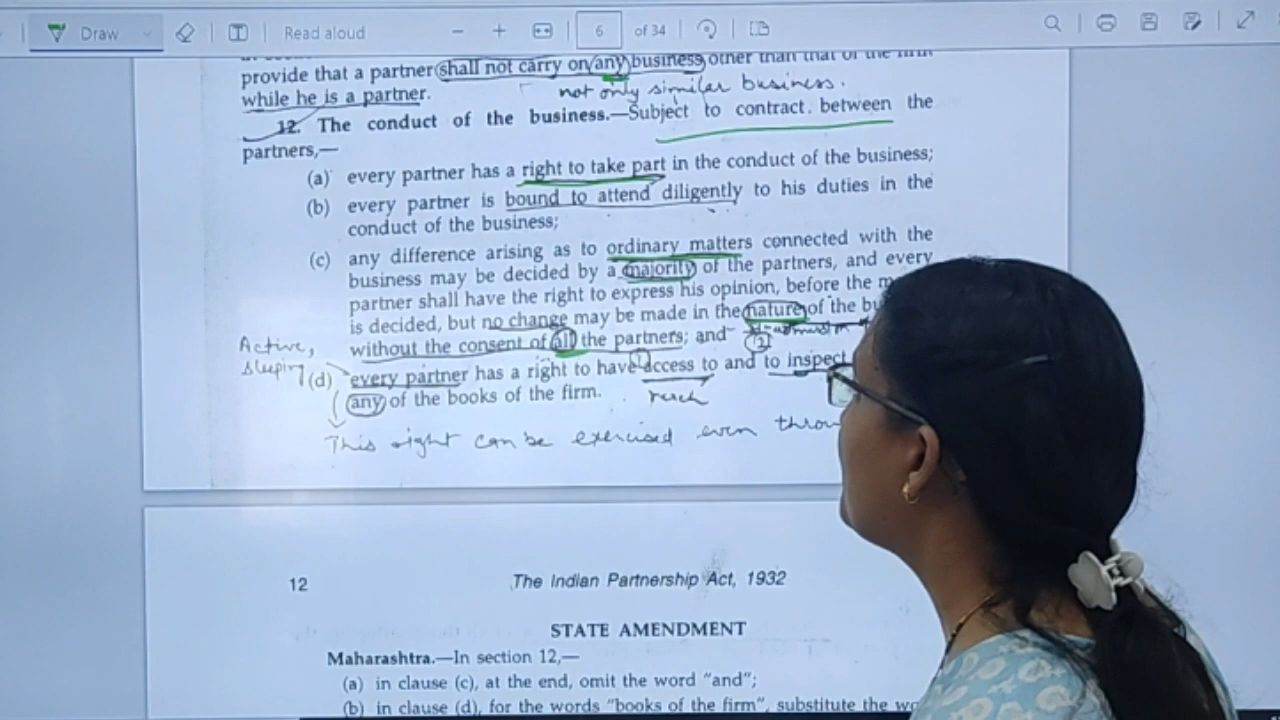 Draw
Read aloud
6 of 34
provide that a partner shall not carry on any business other than that of the firm
while he is a partner.
not only similar business.
12. The conduct of the business.—Subject to contract between the
partners,—
(a) every partner has a right to take part in the conduct of the business;
(b) every partner is bound to attend diligently to his duties in the
conduct of the business;
(c) any difference arising as to ordinary matters connected with the
business may be decided by a majority of the partners, and every
partner shall have the right to express his opinion, before the
is decided, but no change may be made in the nature of the
without the consent of all the partners; and
Active,
sleeping
(d) every partner has a right to have access to and to inspect
any of the books of the firm.
reach
This right can be exercised even
12 The Indian Partnership Act, 1932
STATE AMENDMENT
Maharashtra.—In section 12,—
(a) in clause (c), at the end, omit the word "and";
(b) in clause (d), for the words "books of the firm", substitute the